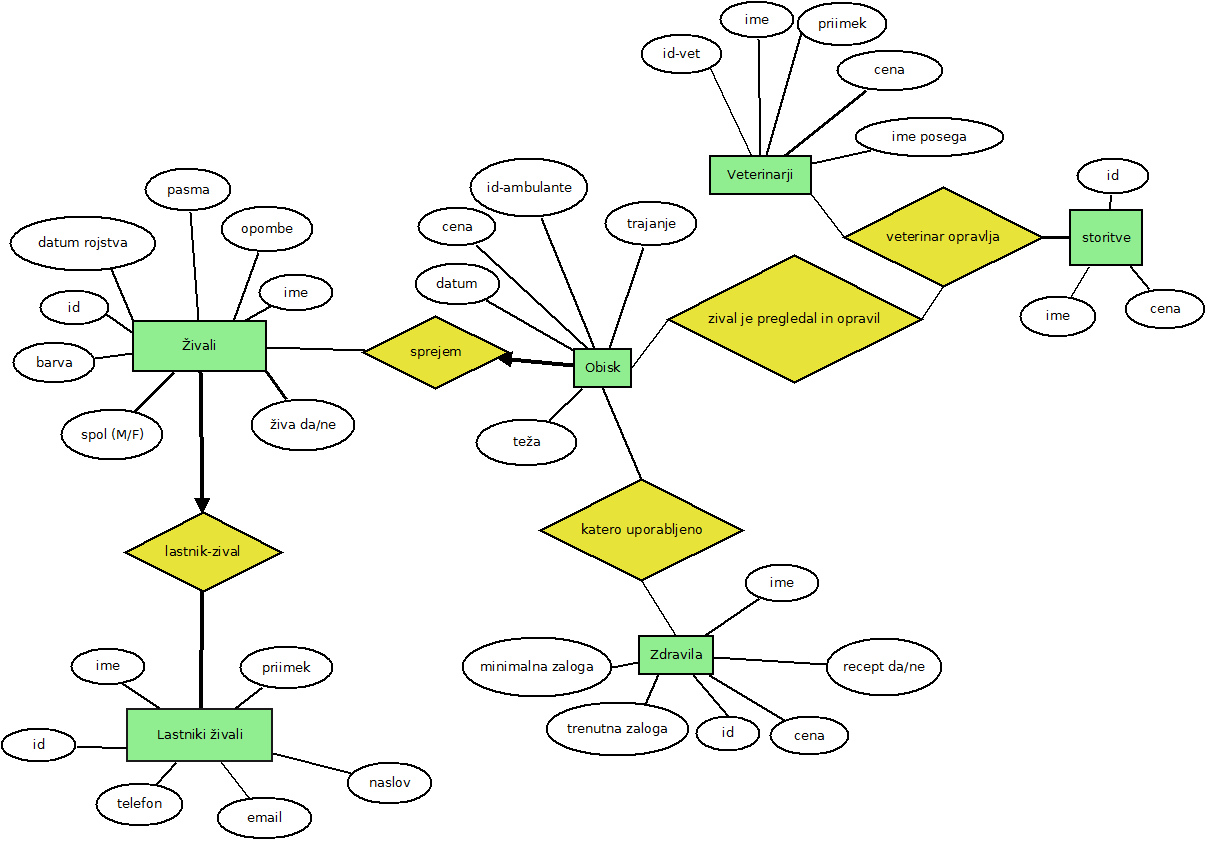 ime
priimek
id-vet
cena
ime posega
Veterinarji
id
pasma
id-ambulante
opombe
cena
trajanje
datum rojstva
veterinar opravlja
storitve
datum
ime
id
zival je pregledal in opravil
ime
cena
Živali
sprejem
barva
Obisk
spol (M/F)
živa da/ne
teža
katero uporabljeno
lastnik-zival
ime
Zdravila
ime
priimek
minimalna zaloga
recept da/ne
trenutna zaloga
id
cena
Lastniki živali
id
naslov
telefon
email